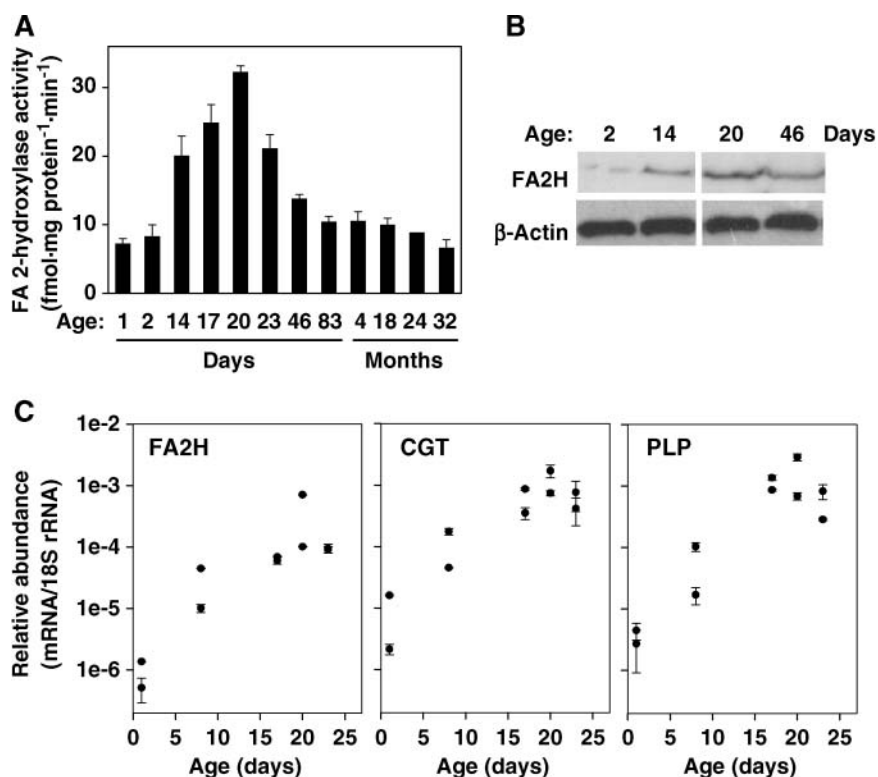 A
FA 2-hydroxylase activity
(fmol·mg protein⁻¹·min⁻¹)
30
20
10
0
Age: 1 2 14 17 20 23 46 83 4 18 24 32
Days Months
B
Age: 2 14 20 46 Days
FA2H
β-Actin
C
Relative abundance
(mRNA/18S rRNA)
1e-2
1e-3
1e-4
1e-5
1e-6
FA2H CGT PLP
0 5 10 15 20 25 0 5 10 15 20 25 0 5 10 15 20 25
Age (days) Age (days) Age (days)